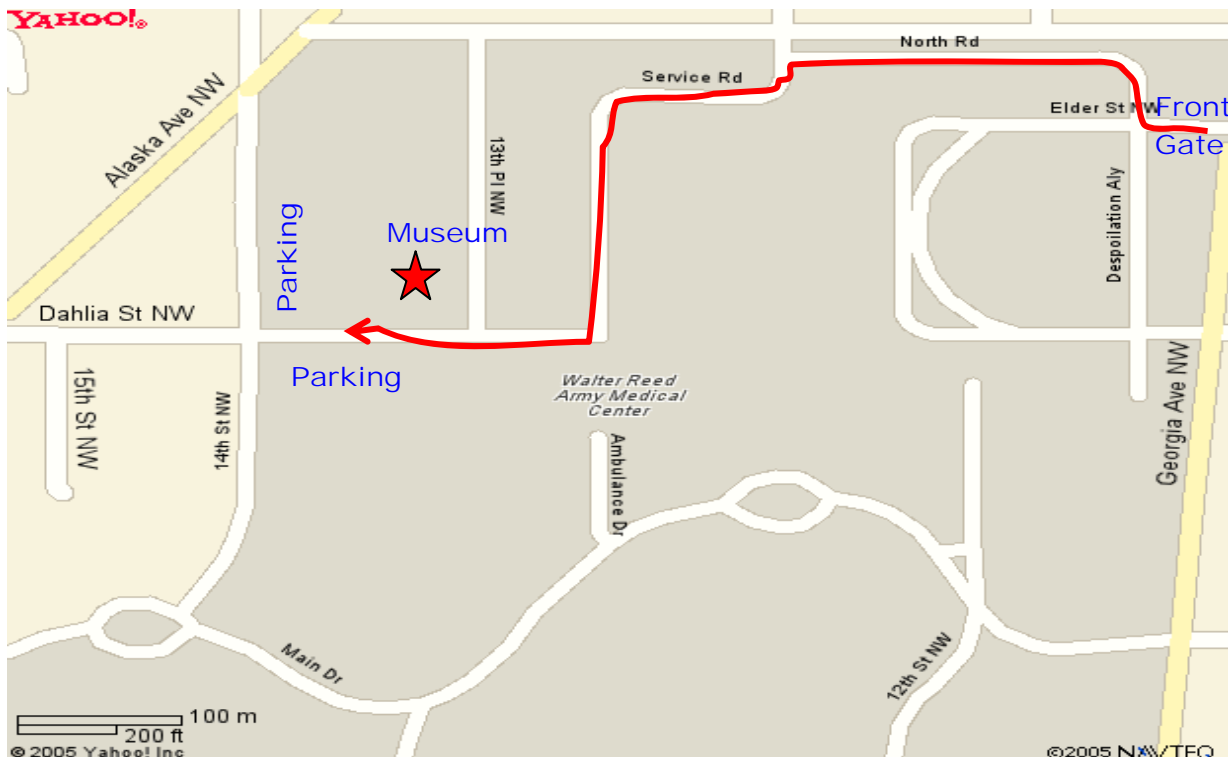 YAHOO!®
North Rd
Service Rd
Elder St NW
Front
Gate
Alaska Ave NW
13th Pl NW
Despoilation Aly
Parking
Museum
Dahlia St NW
Parking
15th St NW
14th St NW
Walter Reed
Army Medical
Center
Georgia Ave NW
Ambulance Dr
Main Dr
12th St NW
100 m
200 ft
© 2005 Yahoo! Inc
©2005 NAVTEQ